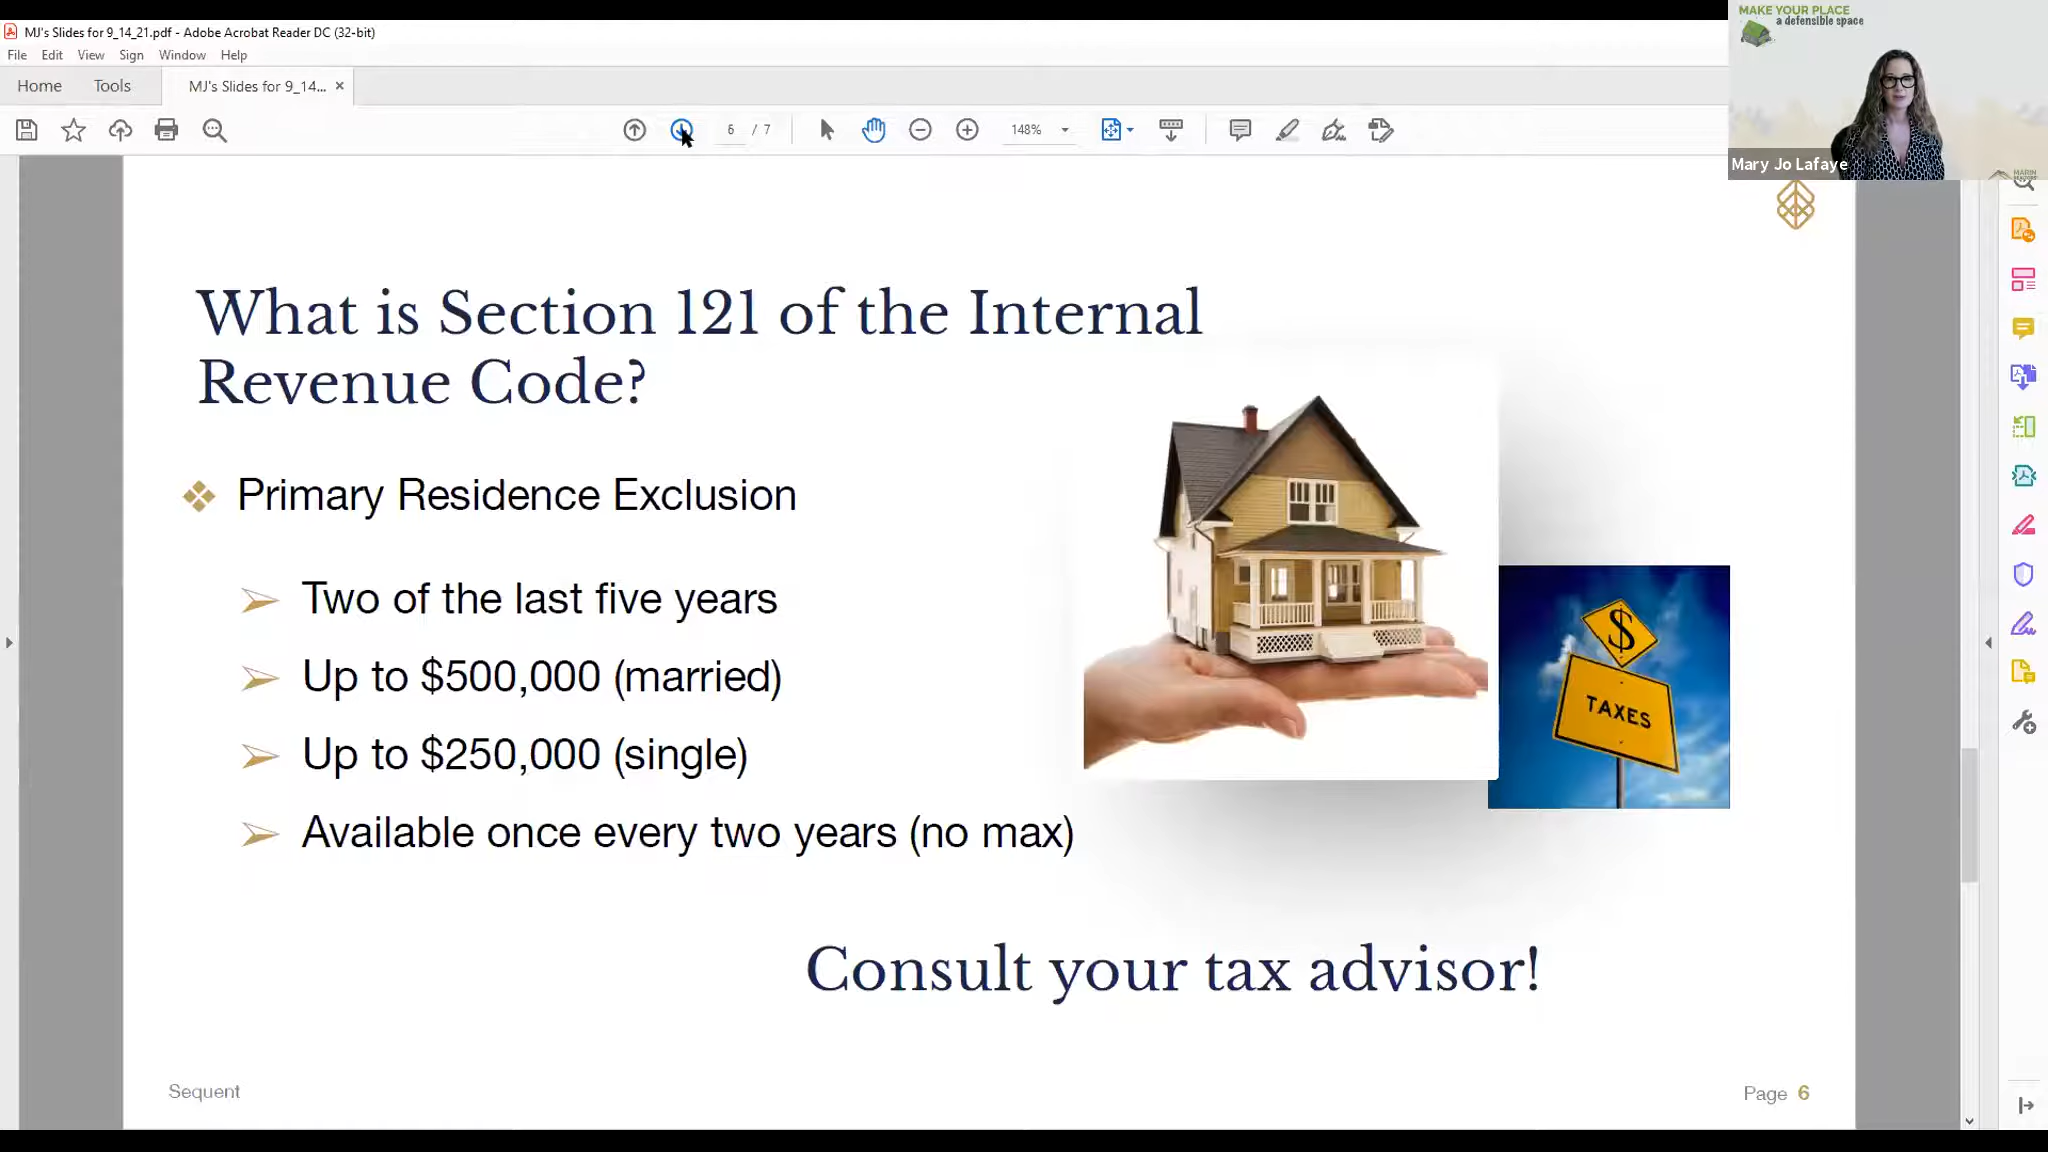 MJ's Slides for 9_14_21.pdf - Adobe Acrobat Reader DC (32-bit)
File Edit View Sign Window Help
Home Tools MJ's Slides for 9_14...
6 / 7 148%
MAKE YOUR PLACE
a defensible space
Mary Jo Lafaye
MARIN
What is Section 121 of the Internal
Revenue Code?
Primary Residence Exclusion
Two of the last five years
Up to $500,000 (married)
Up to $250,000 (single)
Available once every two years (no max)
$
TAXES
Consult your tax advisor!
Sequent
Page 6